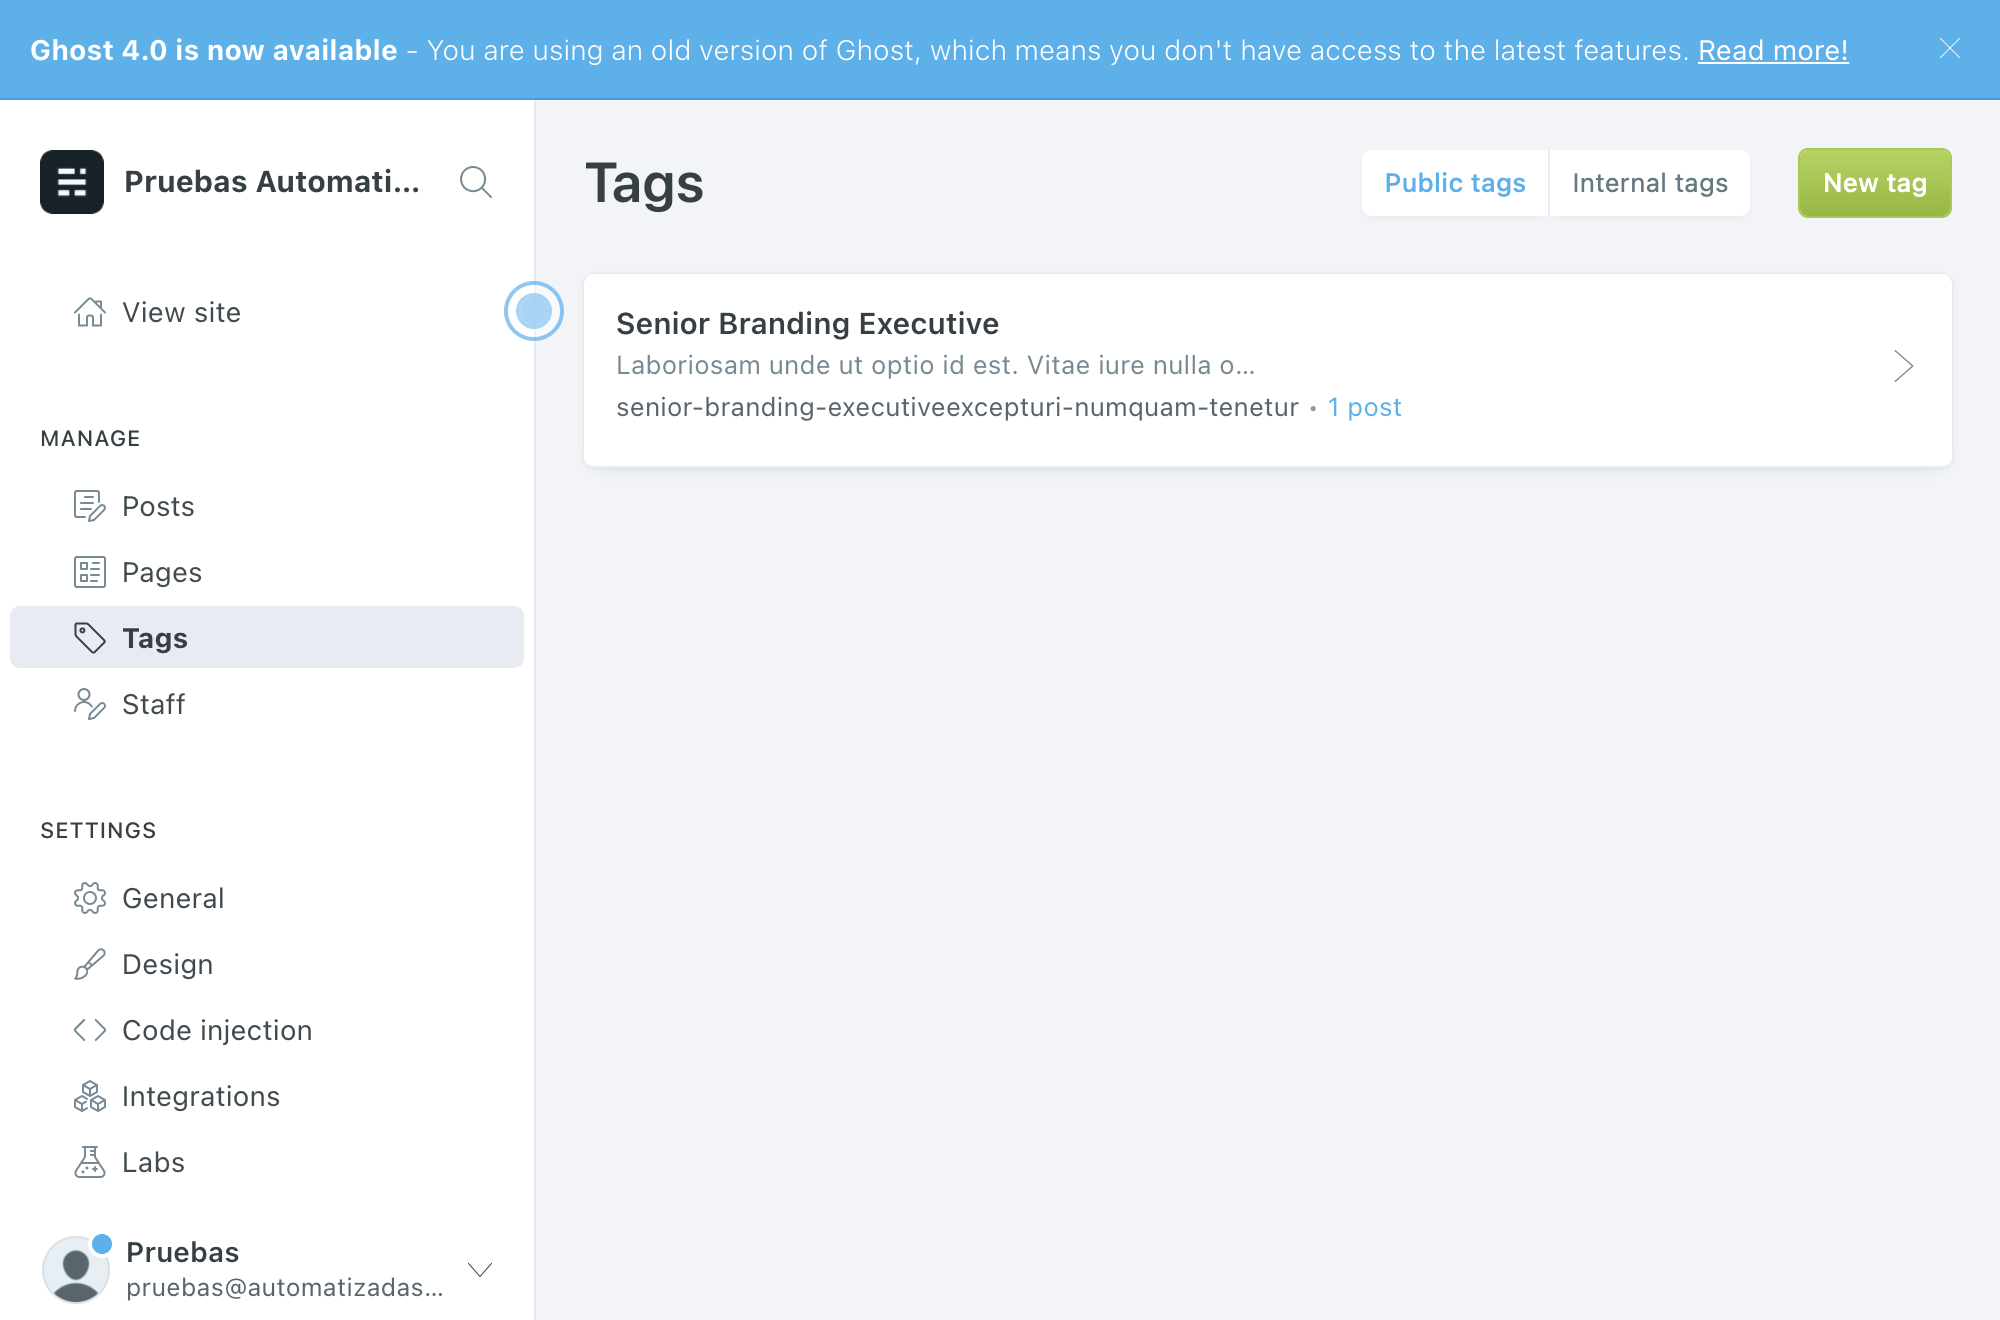 Ghost 4.0 is now available - You are using an old version of Ghost, which means you don't have access to the latest features. Read more!
Pruebas Automati...
View site
MANAGE
Posts
Pages
Tags
Staff
SETTINGS
General
Design
Code injection
Integrations
Labs
Pruebas
pruebas@automatizadas...
Tags
Public tags
Internal tags
New tag
Senior Branding Executive
Laboriosam unde ut optio id est. Vitae iure nulla o...
senior-branding-executiveexcepturi-numquam-tenetur • 1 post